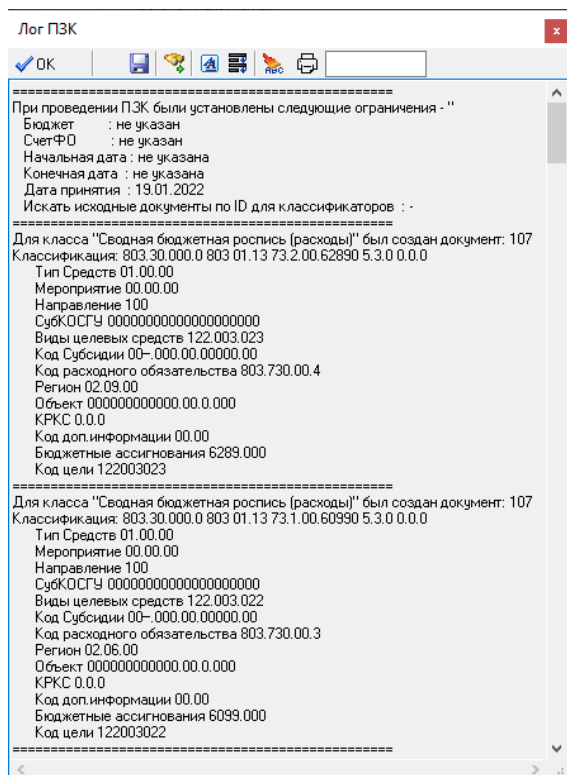 Лог ПЗК
x
OK
ABC
==================================================
При проведении ПЗК были установлены следующие ограничения - "
Бюджет : не указан
СчетФО : не указан
Начальная дата : не указана
Конечная дата : не указана
Дата принятия : 19.01.2022
Искать исходные документы по ID для классификаторов : -
==================================================
Для класса "Сводная бюджетная роспись (расходы)" был создан документ: 107
Классификация: 803.30.000.0 803 01.13 73.2.00.62890 5.3.0 0.0.0
Тип Средств 01.00.00
Мероприятие 00.00.00
Направление 100
СубКОСГУ 00000000000000000000
Виды целевых средств 122.003.023
Код Субсидии 00–.000.00.00000.00
Код расходного обязательства 803.730.00.4
Регион 02.09.00
Объект 000000000000.00.0.000
КРКС 0.0.0
Код доп.информации 00.00
Бюджетные ассигнования 6289.000
Код цели 122003023
==================================================
Для класса "Сводная бюджетная роспись (расходы)" был создан документ: 107
Классификация: 803.30.000.0 803 01.13 73.1.00.60990 5.3.0 0.0.0
Тип Средств 01.00.00
Мероприятие 00.00.00
Направление 100
СубКОСГУ 00000000000000000000
Виды целевых средств 122.003.022
Код Субсидии 00–.000.00.00000.00
Код расходного обязательства 803.730.00.3
Регион 02.06.00
Объект 000000000000.00.0.000
КРКС 0.0.0
Код доп.информации 00.00
Бюджетные ассигнования 6099.000
Код цели 122003022
==================================================